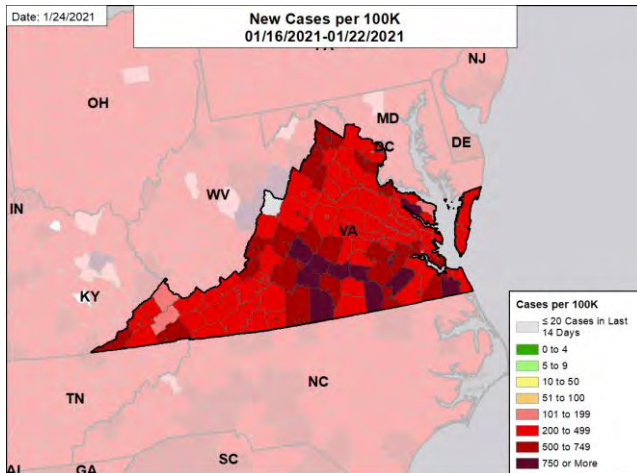 Date: 1/24/2021
New Cases per 100K
01/16/2021-01/22/2021
NJ
OH
MD
DC
DE
WV
IN
VA
KY
Cases per 100K
≤ 20 Cases in Last
14 Days
0 to 4
5 to 9
10 to 50
51 to 100
101 to 199
200 to 499
500 to 749
750 or More
TN
NC
SC
GA